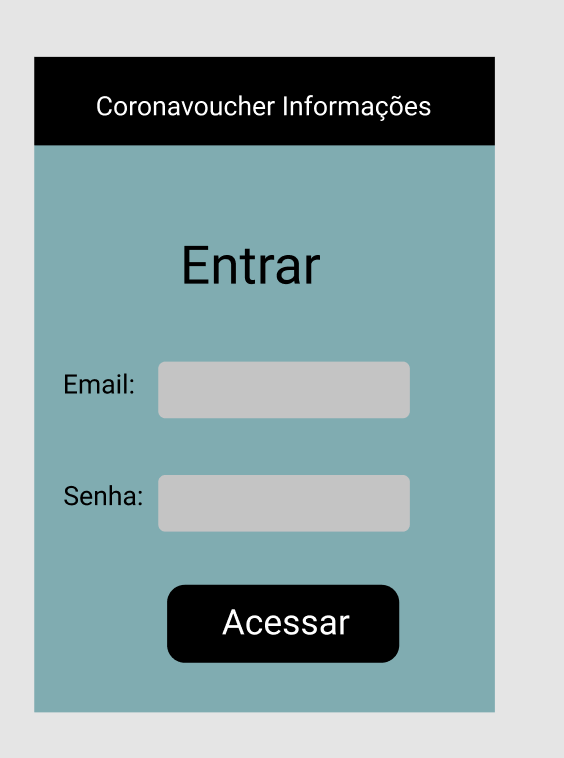 Coronavoucher Informações
Entrar
Email:
Senha:
Acessar